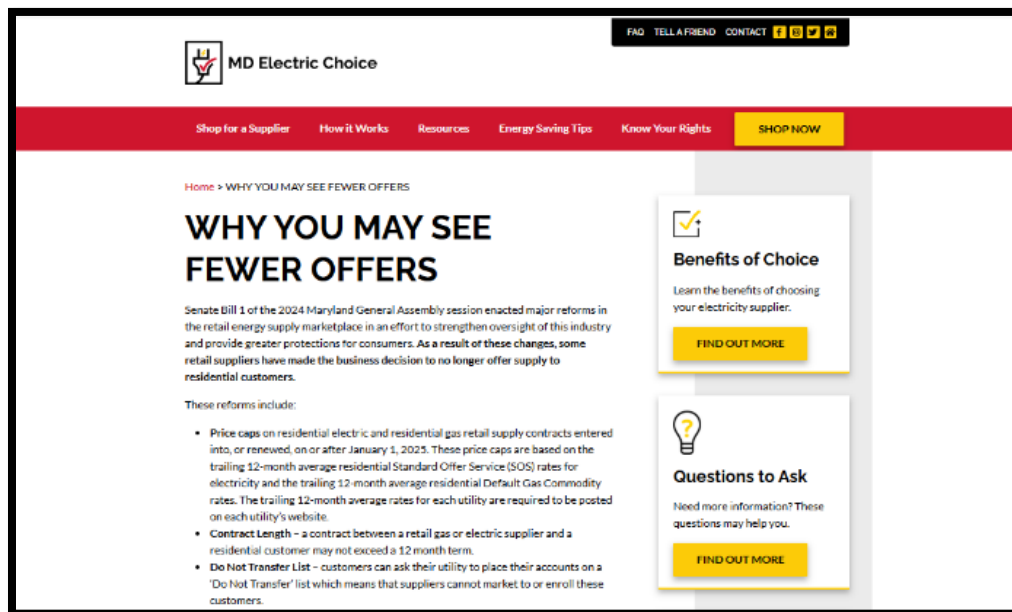 FAQ TELL A FRIEND CONTACT
MD Electric Choice
Shop for a Supplier How it Works Resources Energy Saving Tips Know Your Rights SHOP NOW
Home > WHY YOU MAY SEE FEWER OFFERS
WHY YOU MAY SEE
FEWER OFFERS
Senate Bill 1 of the 2024 Maryland General Assembly session enacted major reforms in
the retail energy supply marketplace in an effort to strengthen oversight of this industry
and provide greater protections for consumers. As a result of these changes, some
retail suppliers have made the business decision to no longer offer supply to
residential customers.
These reforms include:
• Price caps on residential electric and residential gas retail supply contracts entered
into, or renewed, on or after January 1, 2025. These price caps are based on the
trailing 12-month average residential Standard Offer Service (SOS) rates for
electricity and the trailing 12-month average residential Default Gas Commodity
rates. The trailing 12-month average rates for each utility are required to be posted
on each utility's website.
• Contract Length – a contract between a retail gas or electric supplier and a
residential customer may not exceed a 12 month term.
• Do Not Transfer List – customers can ask their utility to place their accounts on a
'Do Not Transfer' list which means that suppliers cannot market to or enroll these
customers.
Benefits of Choice
Learn the benefits of choosing
your electricity supplier.
FIND OUT MORE
Questions to Ask
Need more information? These
questions may help you.
FIND OUT MORE